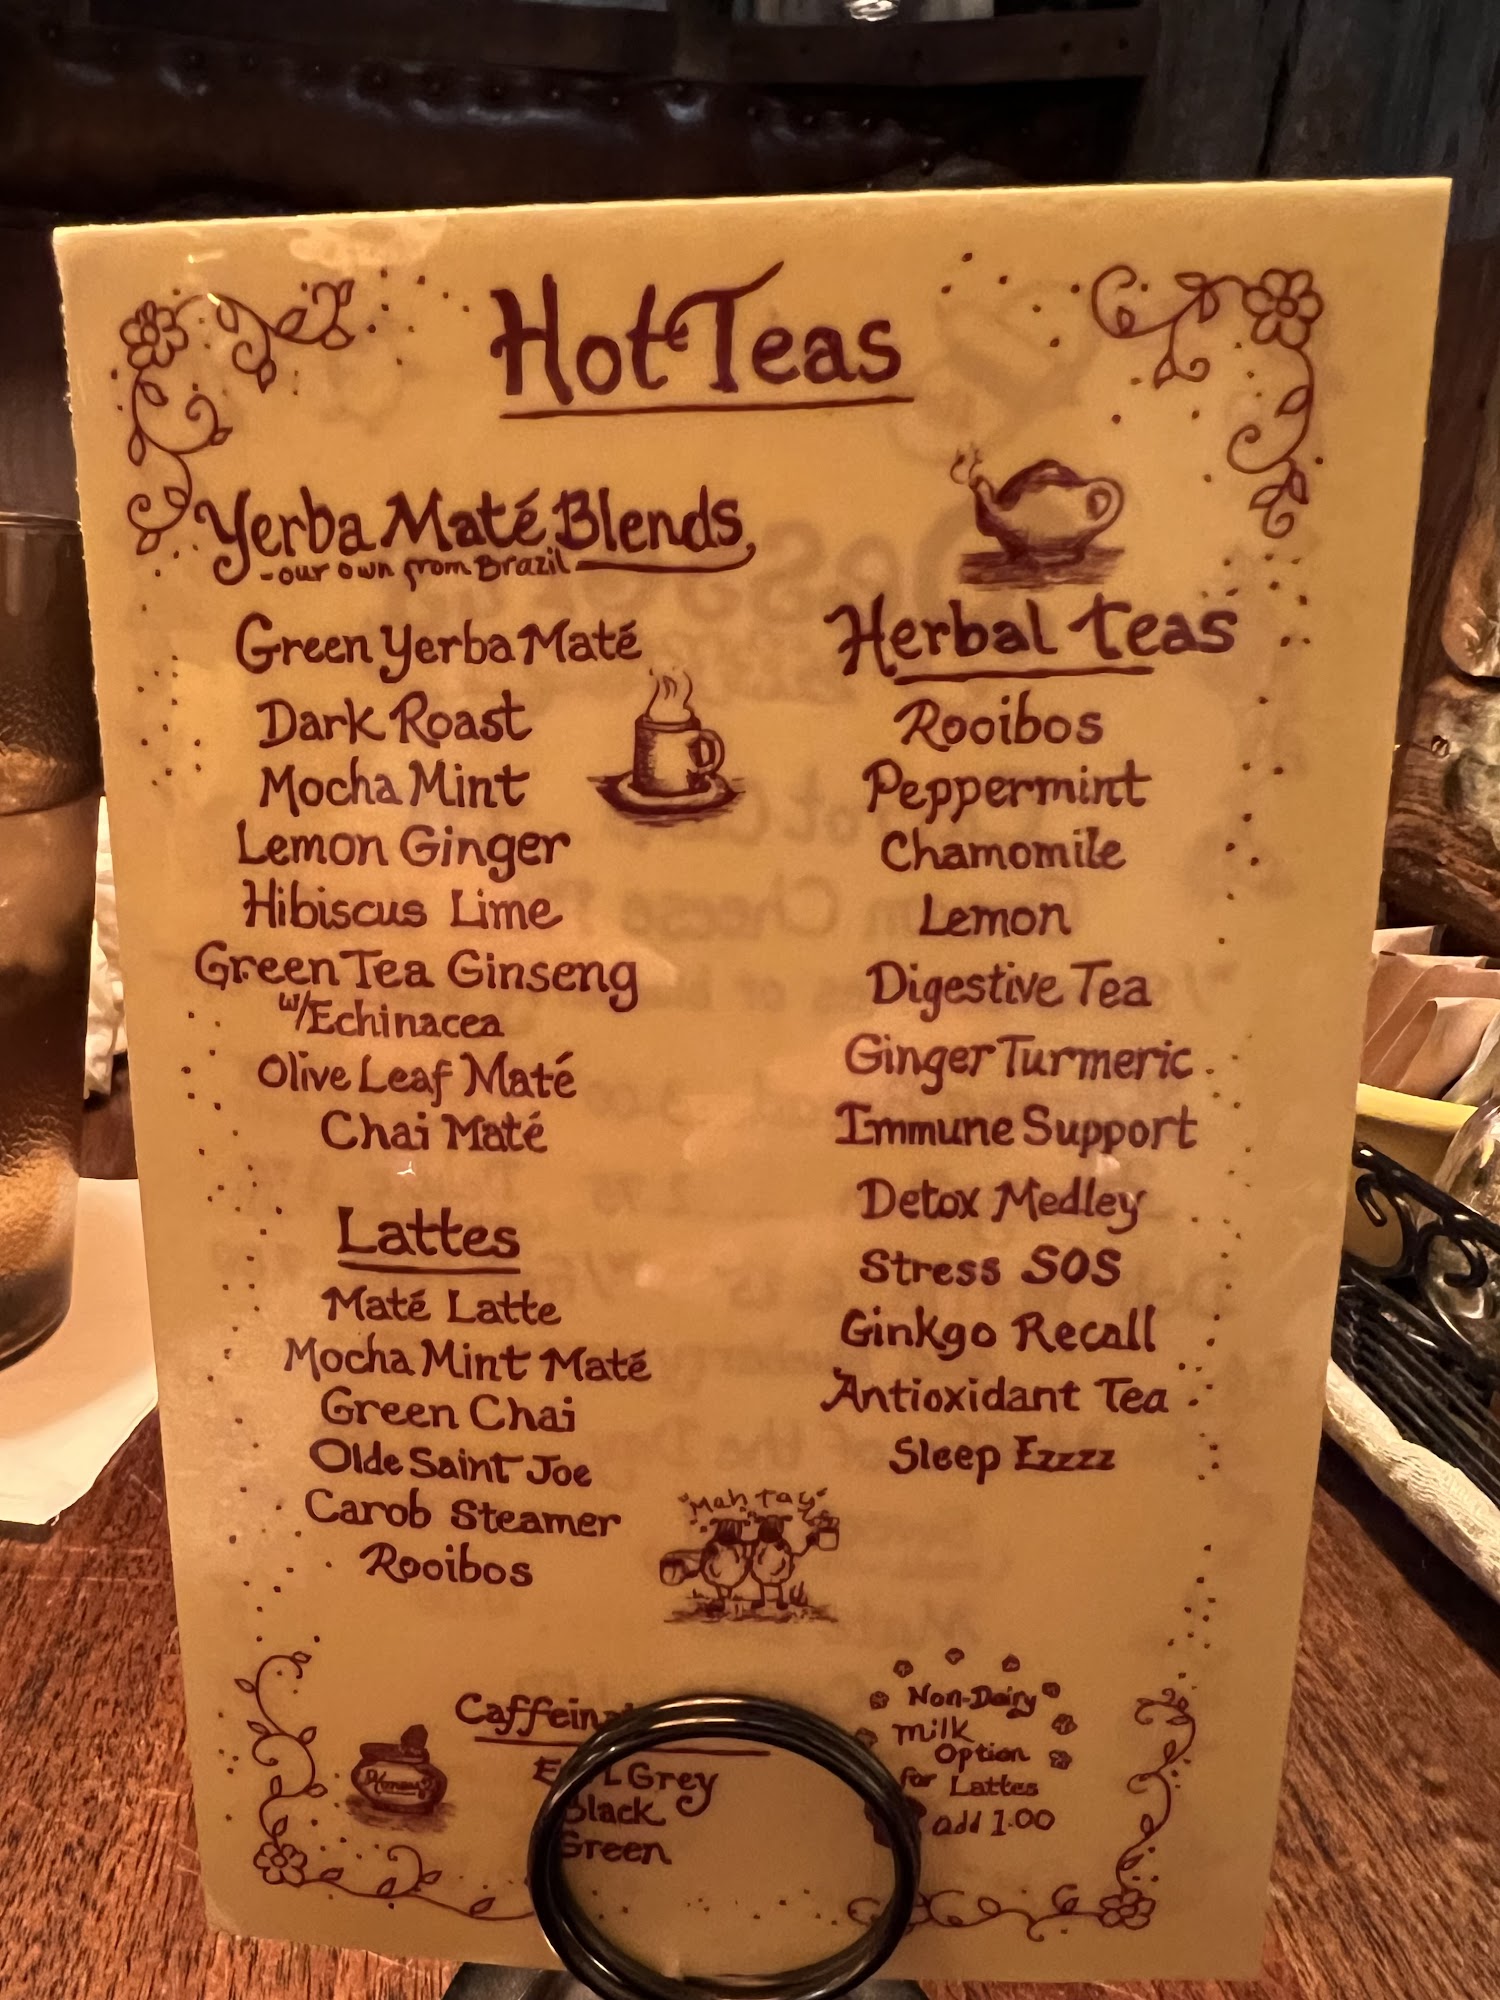 Hot Teas
Yerba Maté Blends
-our own from Brazil
Green Yerba Maté
Dark Roast
Mocha Mint
Lemon Ginger
Hibiscus Lime
Green Tea Ginseng
w/Echinacea
Olive Leaf Maté
Chai Maté
Lattes
Maté Latte
Mocha Mint Maté
Green Chai
Olde Saint Joe
Carob Steamer
Rooibos
Herbal Teas
Rooibos
Peppermint
Chamomile
Lemon
Digestive Tea
Ginger Turmeric
Immune Support
Detox Medley
Stress SOS
Ginkgo Recall
Antioxidant Tea
Sleep Ezzzz
"Mah Tay"
Grey
Black
Green
Honey
Non-Dairy
milk
Option
for Lattes
add 1.00